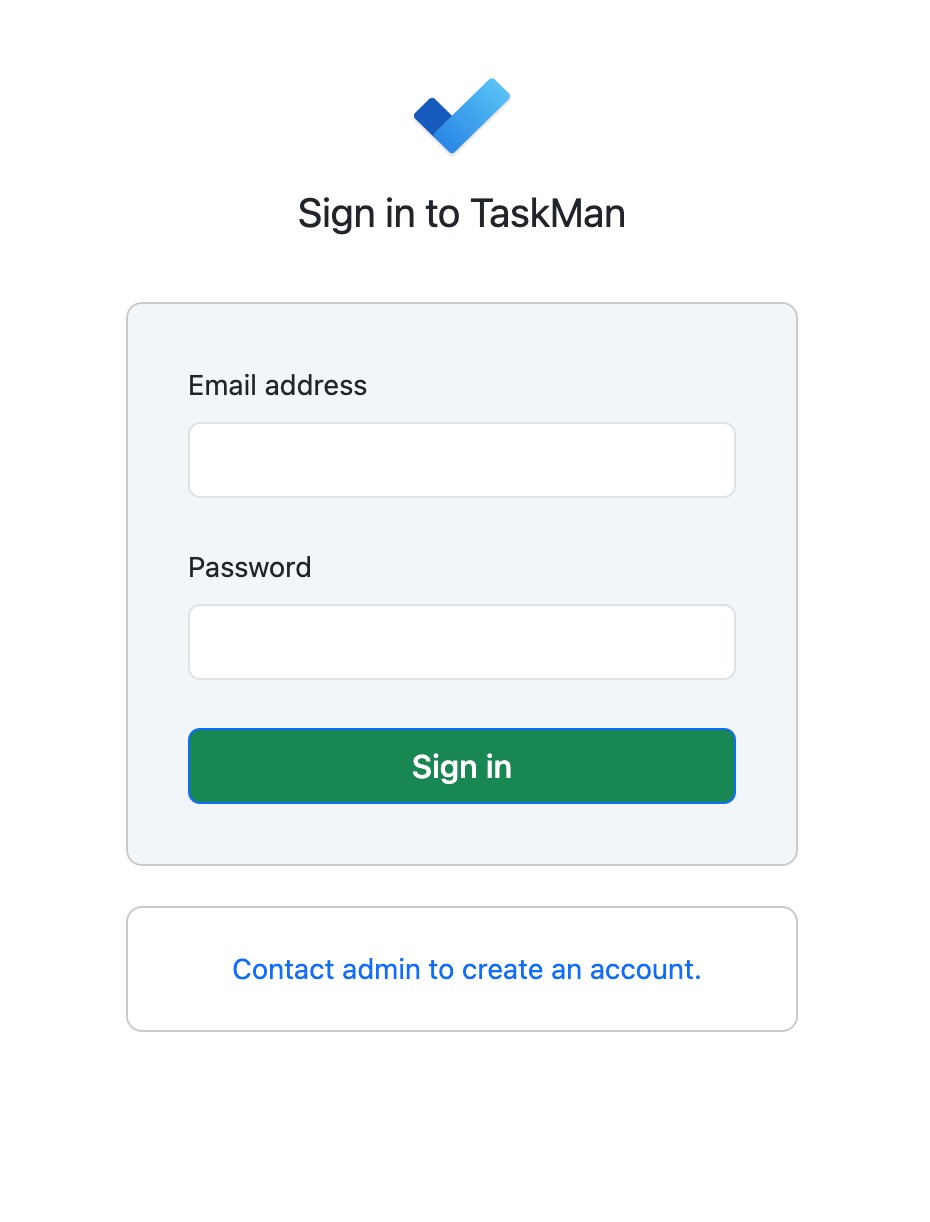 Sign in to TaskMan
Email address
Password
Sign in
Contact admin to create an account.